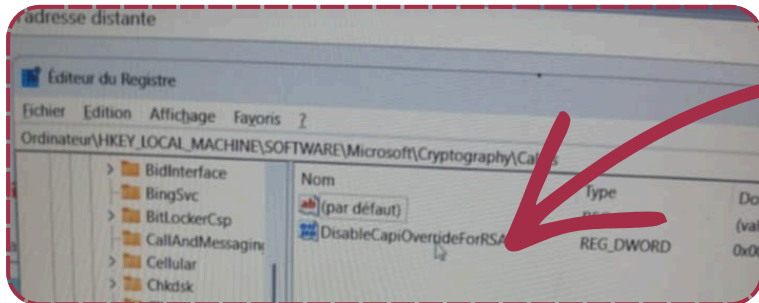 l'adresse distante
Éditeur du Registre
Fichier Edition Affichage Favoris ?
Ordinateur\HKEY_LOCAL_MACHINE\SOFTWARE\Microsoft\Cryptography\Calais
BidInterface
BingSvc
BitLockerCsp
CallAndMessaging
Cellular
Chkdsk
Nom Type
(par défaut)
DisableCapiOverrideForRSA REG_DWORD